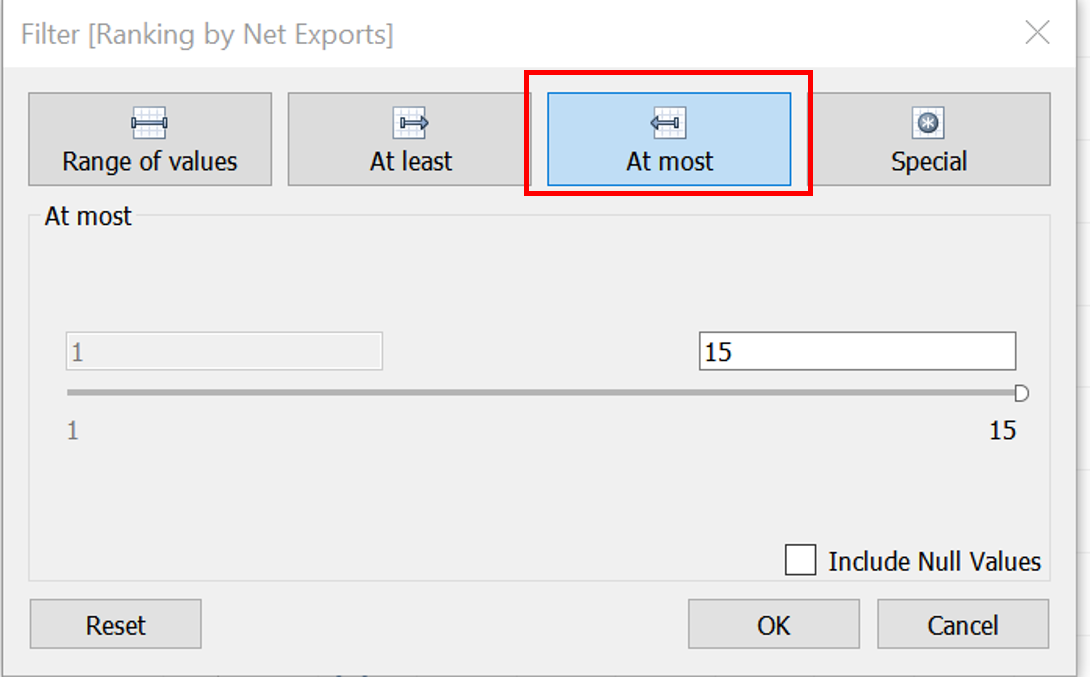 Filter [Ranking by Net Exports]
Range of values
At least
At most
Special
At most
1
15
1
15
Include Null Values
Reset
OK
Cancel